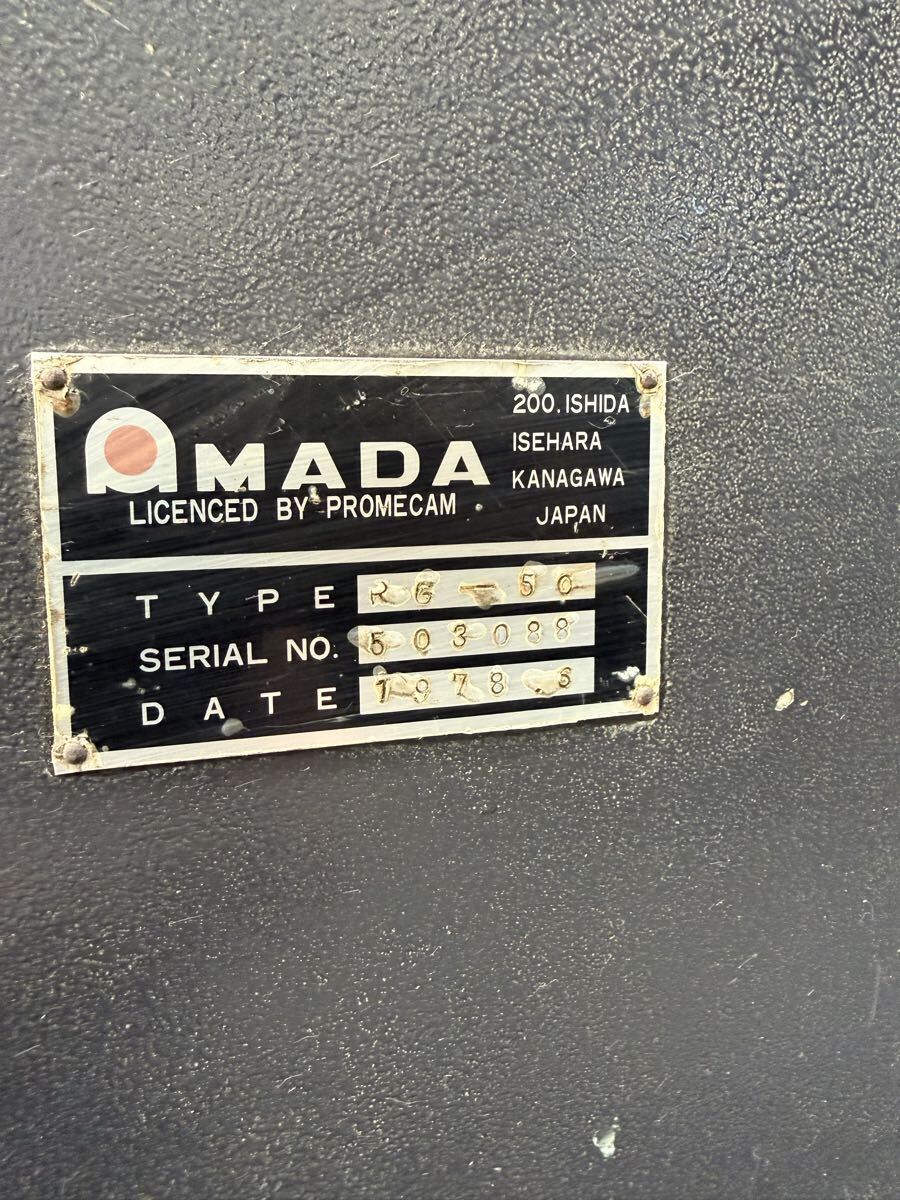 AMADA
LICENCED BY PROMECAM
200. ISHIDA
ISEHARA
KANAGAWA
JAPAN
TYPE RG-50
SERIAL NO. 503088
DATE 1978.6